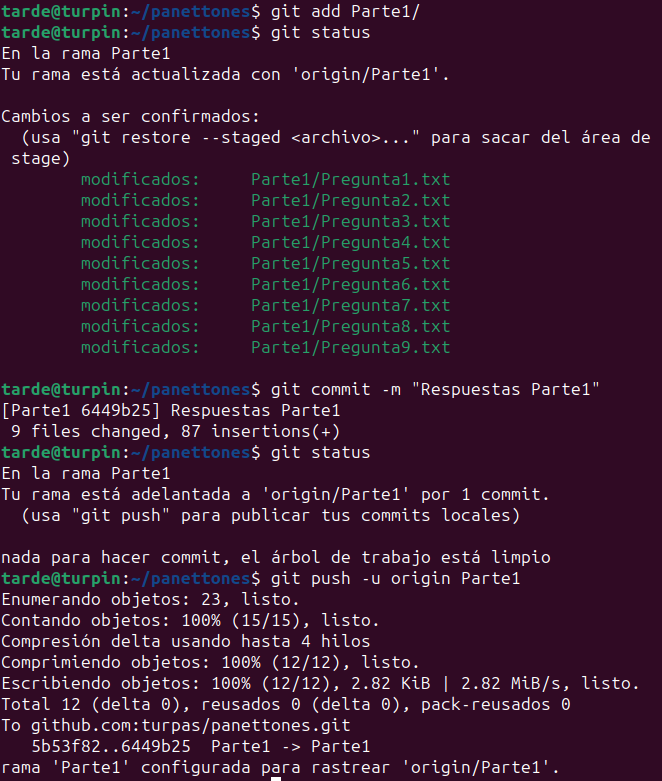 tarde@turpin:~/panettones$ git add Parte1/
tarde@turpin:~/panettones$ git status
En la rama Parte1
Tu rama está actualizada con 'origin/Parte1'.
Cambios a ser confirmados:
  (usa "git restore --staged <archivo>..." para sacar del área de
 stage)
        modificados:     Parte1/Pregunta1.txt
        modificados:     Parte1/Pregunta2.txt
        modificados:     Parte1/Pregunta3.txt
        modificados:     Parte1/Pregunta4.txt
        modificados:     Parte1/Pregunta5.txt
        modificados:     Parte1/Pregunta6.txt
        modificados:     Parte1/Pregunta7.txt
        modificados:     Parte1/Pregunta8.txt
        modificados:     Parte1/Pregunta9.txt
tarde@turpin:~/panettones$ git commit -m "Respuestas Parte1"
[Parte1 6449b25] Respuestas Parte1
 9 files changed, 87 insertions(+)
tarde@turpin:~/panettones$ git status
En la rama Parte1
Tu rama está adelantada a 'origin/Parte1' por 1 commit.
  (usa "git push" para publicar tus commits locales)
nada para hacer commit, el árbol de trabajo está limpio
tarde@turpin:~/panettones$ git push -u origin Parte1
Enumerando objetos: 23, listo.
Contando objetos: 100% (15/15), listo.
Compresión delta usando hasta 4 hilos
Comprimiendo objetos: 100% (12/12), listo.
Escribiendo objetos: 100% (12/12), 2.82 KiB | 2.82 MiB/s, listo.
Total 12 (delta 0), reusados 0 (delta 0), pack-reusados 0
To github.com:turpas/panettones.git
   5b53f82..6449b25  Parte1 -> Parte1
rama 'Parte1' configurada para rastrear 'origin/Parte1'.